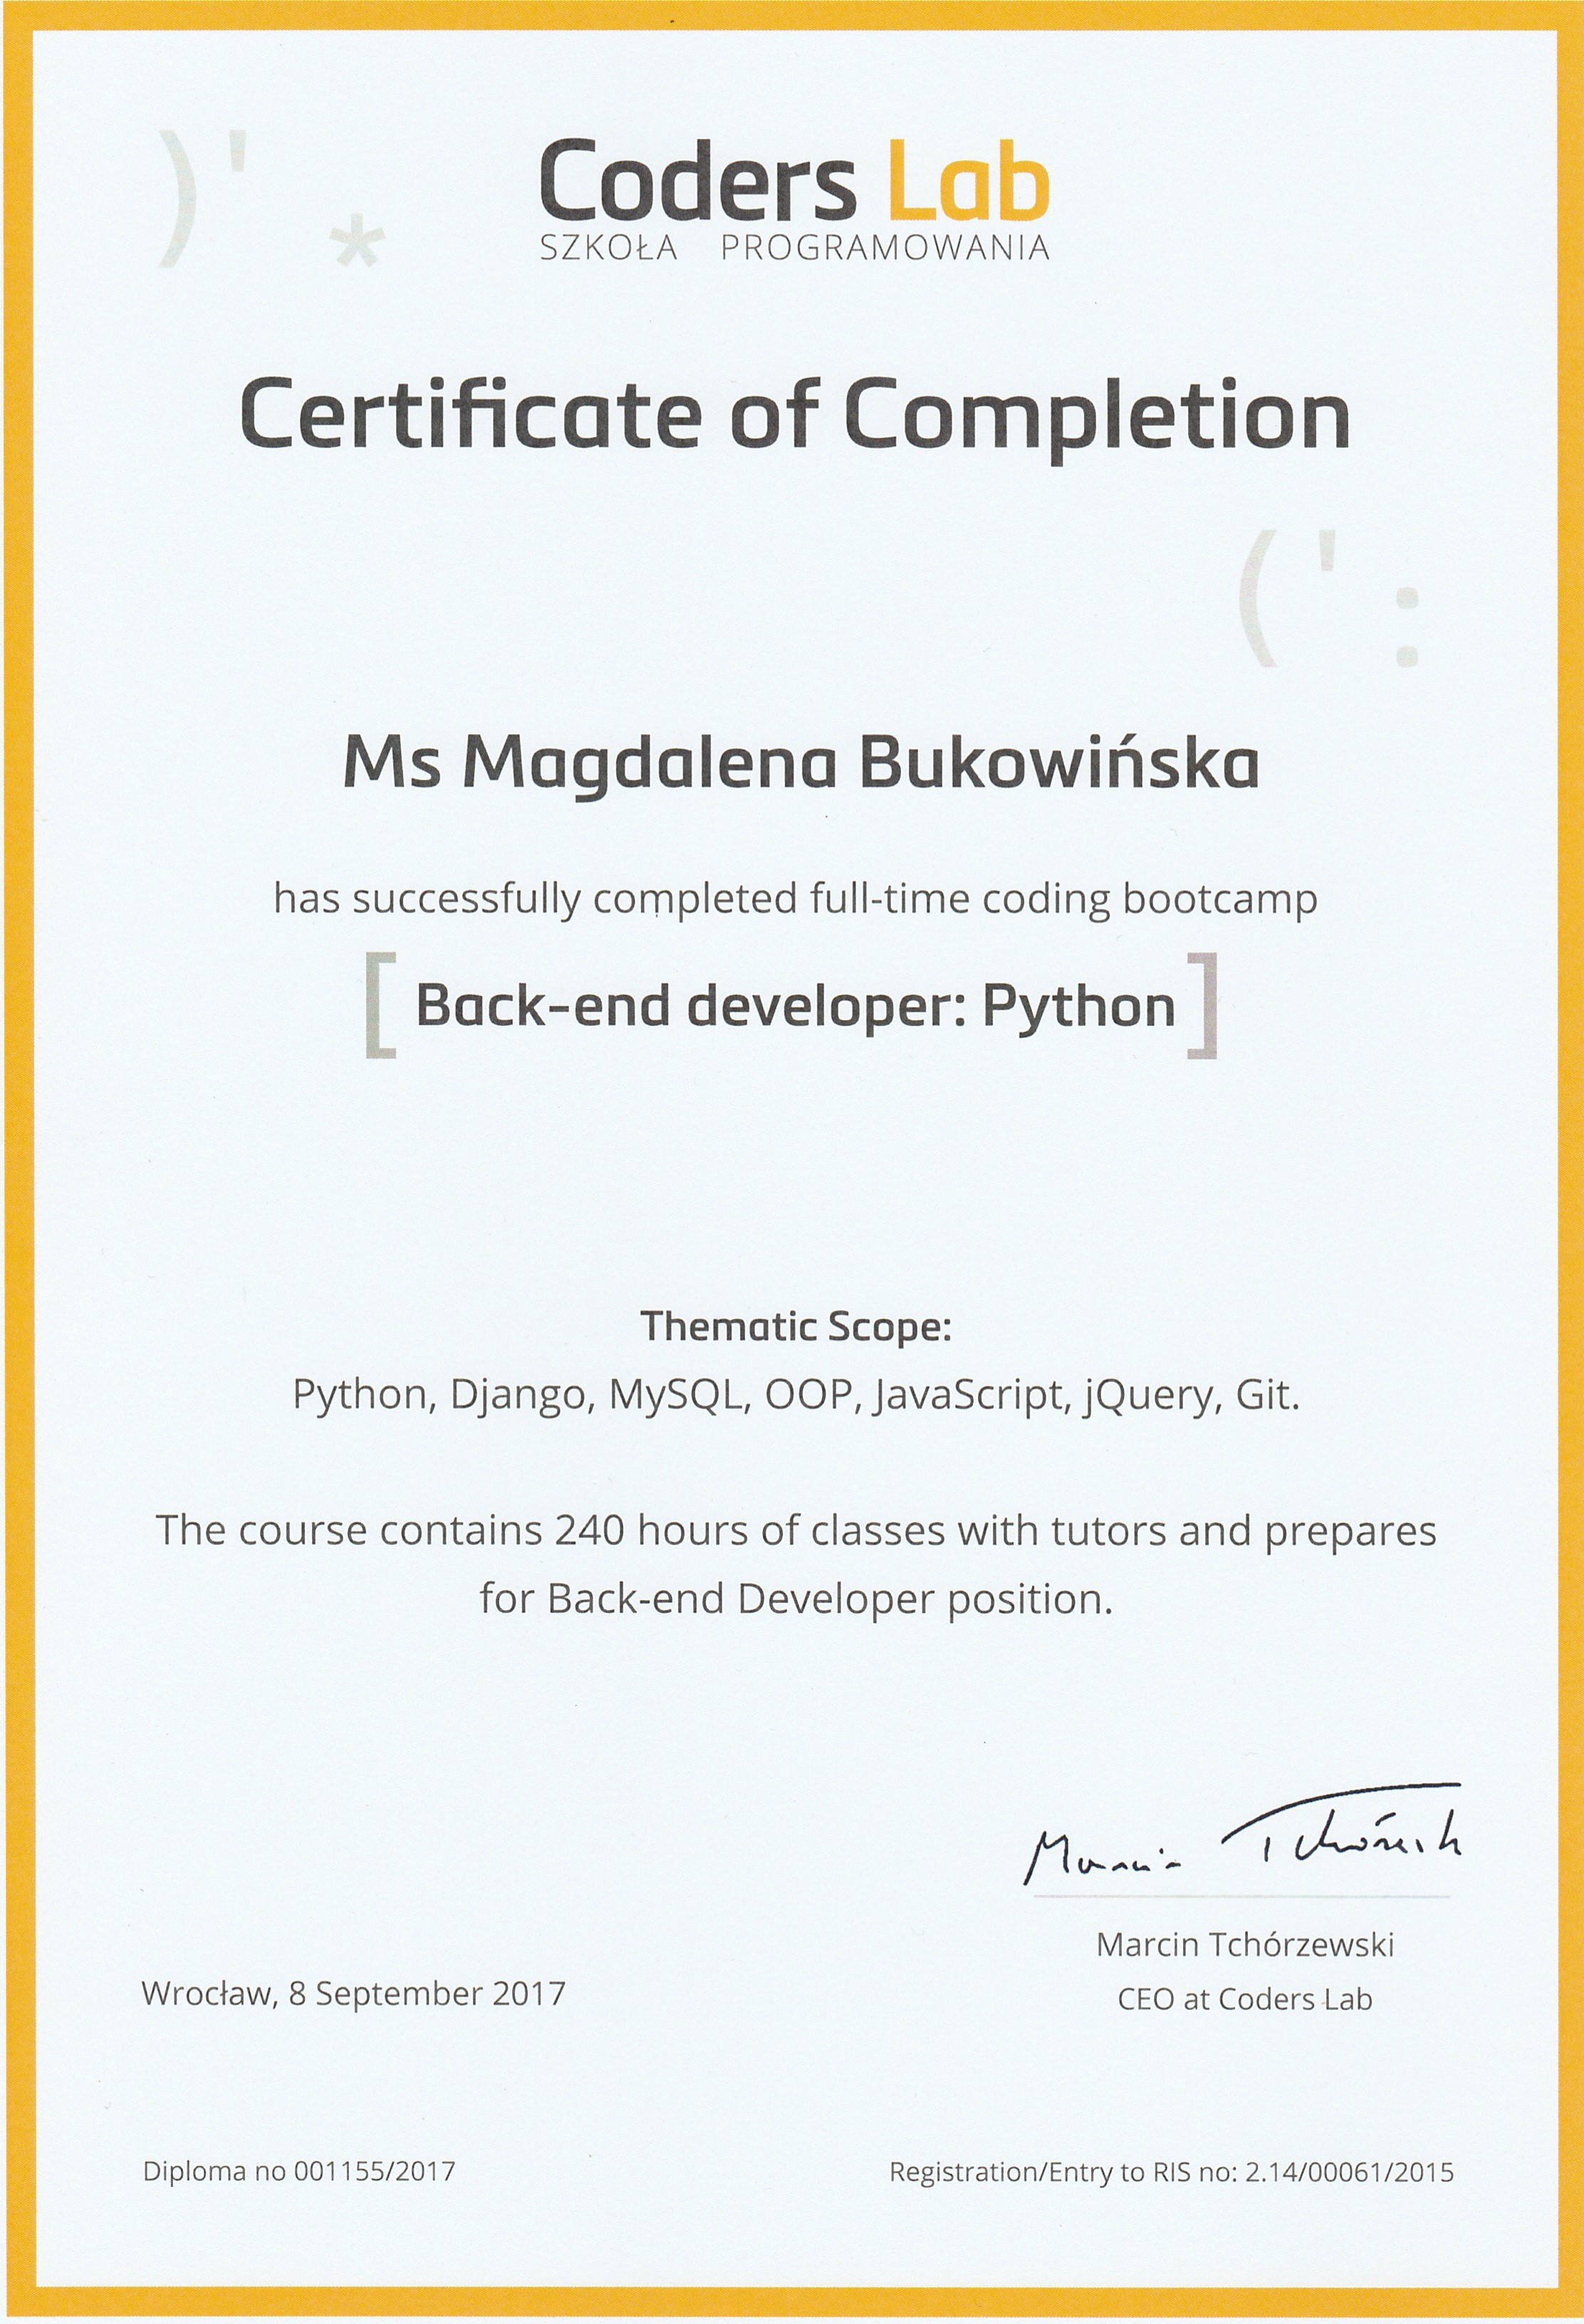 )' *
Coders Lab
SZKOŁA PROGRAMOWANIA
Certificate of Completion
(' :
Ms Magdalena Bukowińska
has successfully completed full-time coding bootcamp
[ Back-end developer: Python ]
Thematic Scope:
Python, Django, MySQL, OOP, JavaScript, jQuery, Git.
The course contains 240 hours of classes with tutors and prepares
for Back-end Developer position.
Marcin Tchórzewski
CEO at Coders Lab
Wrocław, 8 September 2017
Diploma no 001155/2017
Registration/Entry to RIS no: 2.14/00061/2015